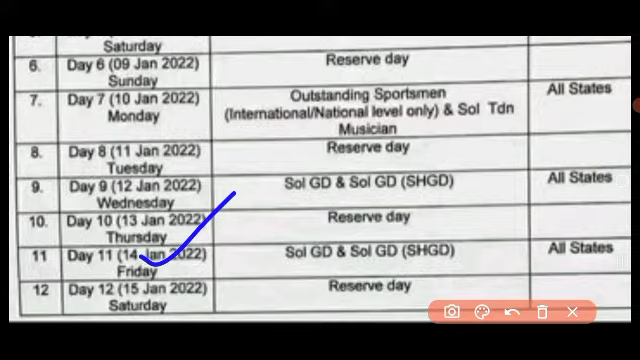 Saturday
6. Day 6 (09 Jan 2022) Reserve day
Sunday
7. Day 7 (10 Jan 2022) Outstanding Sportsmen All States
Monday (International/National level only) & Sol Tdn
Musician
8. Day 8 (11 Jan 2022) Reserve day
Tuesday
9. Day 9 (12 Jan 2022) Sol GD & Sol GD (SHGD) All States
Wednesday
10. Day 10 (13 Jan 2022) Reserve day
Thursday
11 Day 11 (14 Jan 2022) Sol GD & Sol GD (SHGD) All States
Friday
12 Day 12 (15 Jan 2022) Reserve day
Saturday